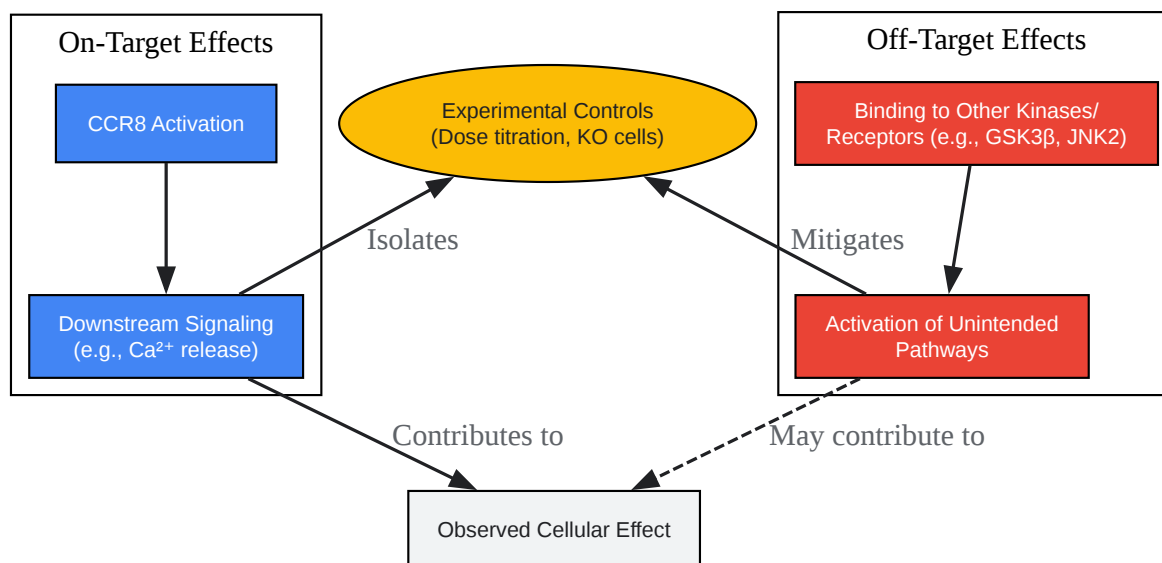 On-Target Effects
CCR8 Activation
Downstream Signaling
(e.g., Ca²⁺ release)
Experimental Controls
(Dose titration, KO cells)
Off-Target Effects
Binding to Other Kinases/
Receptors (e.g., GSK3β, JNK2)
Activation of Unintended
Pathways
Isolates
Mitigates
Contributes to
May contribute to
Observed Cellular Effect